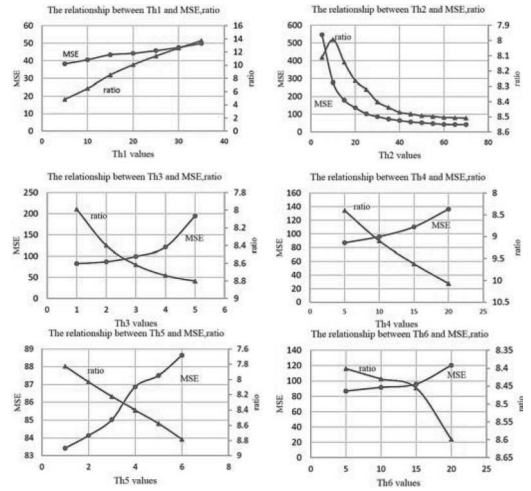 The relationship between Th1 and MSE,ratio
60
50
40
30
20
10
0
MSE
MSE
ratio
16
14
12
10
8
6
4
2
0
ratio
0 10 20 30 40
Th1 values
The relationship between Th2 and MSE,ratio
600
500
400
300
200
100
0
MSE
ratio
MSE
7.9
8
8.1
8.2
8.3
8.4
8.5
8.6
ratio
0 20 40 60 80
Th2 values
The relationship between Th3 and MSE,ratio
250
200
150
100
50
0
MSE
ratio
MSE
7.8
8
8.2
8.4
8.6
8.8
9
ratio
0 1 2 3 4 5 6
Th3 values
The relationship between Th4 and MSE,ratio
160
140
120
100
80
60
40
20
0
MSE
ratio
MSE
8
8.5
9
9.5
10
10.5
ratio
0 5 10 15 20 25
Th4 values
The relationship between Th5 and MSE,ratio
89
88
87
86
85
84
83
MSE
ratio
MSE
7.6
7.8
8
8.2
8.4
8.6
8.8
9
ratio
0 2 4 6 8
Th5 values
The relationship between Th6 and MSE,ratio
140
120
100
80
60
40
20
0
MSE
ratio
MSE
8.35
8.4
8.45
8.5
8.55
8.6
8.65
ratio
0 5 10 15 20 25
Th6 values